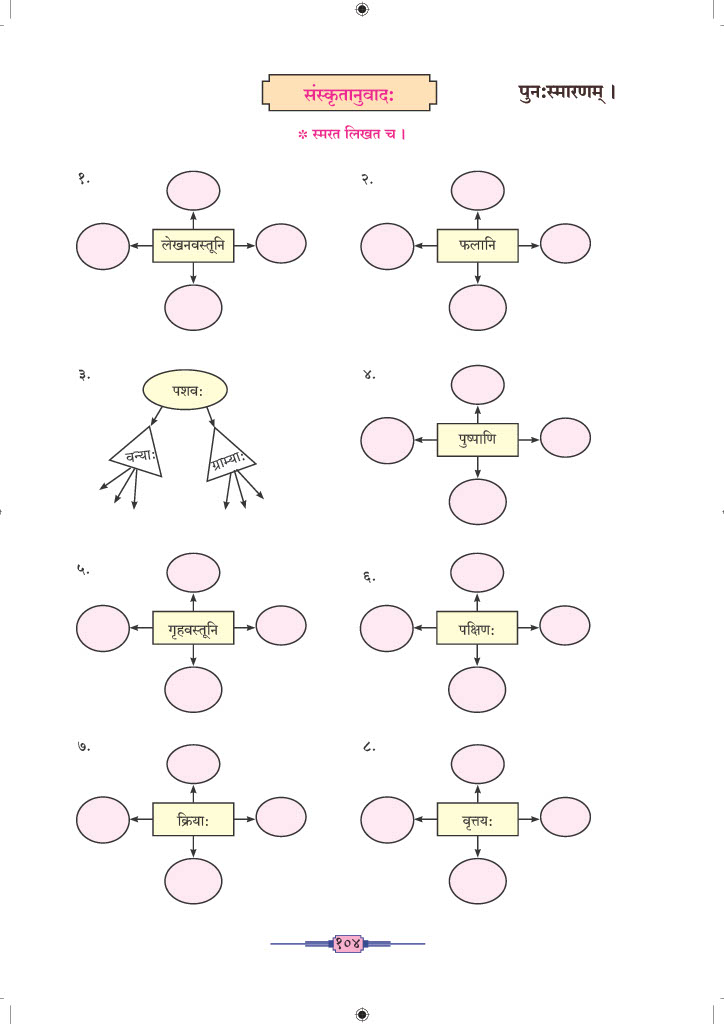 संस्कृतानुवादः
पुनःस्मारणम् ।
❇ स्मरत लिखत च ।
१.
लेखनवस्तूनि
२.
फलानि
३.
पशवः
वन्याः
ग्राम्याः
४.
पुष्पाणि
५.
गृहवस्तूनि
६.
पक्षिणः
७.
क्रियाः
८.
वृत्तयः
१०४